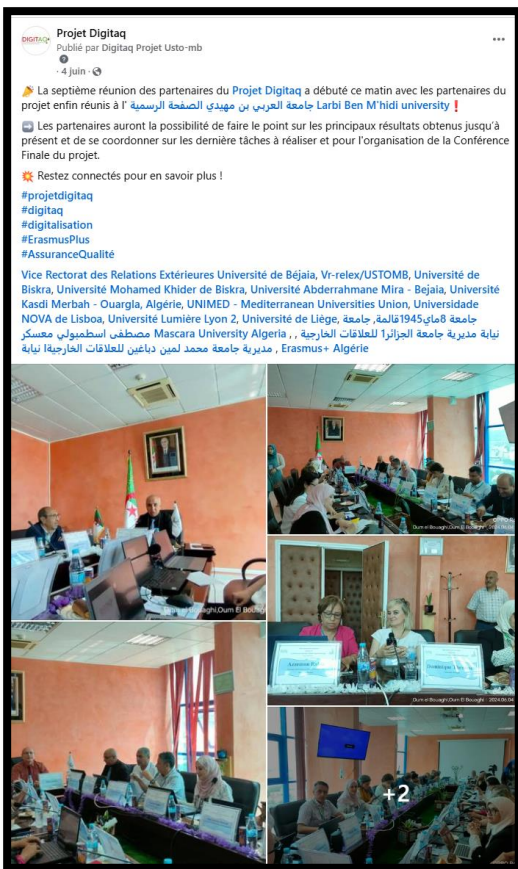 DIGITAQ
Projet Digitaq
Publié par Digitaq Projet Usto-mb
· 4 juin ·
La septième réunion des partenaires du Projet Digitaq a débuté ce matin avec les partenaires du
projet enfin réunis à l' جامعة العربي بن مهيدي الصفحة الرسمية Larbi Ben M'hidi university ❗
➡️ Les partenaires auront la possibilité de faire le point sur les principaux résultats obtenus jusqu'à
présent et de se coordonner sur les dernière tâches à réaliser et pour l'organisation de la Conférence
Finale du projet.
💥 Restez connectés pour en savoir plus !
#projetdigitaq
#digitaq
#digitalisation
#ErasmusPlus
#AssuranceQualité
Vice Rectorat des Relations Extérieures Université de Béjaia, Vr-relex/USTOMB, Université de
Biskra, Université Mohamed Khider de Biskra, Université Abderrahmane Mira - Bejaia, Université
Kasdi Merbah - Ouargla, Algérie, UNIMED - Mediterranean Universities Union, Universidade
NOVA de Lisboa, Université Lumière Lyon 2, Université de Liège, جامعة 8ماي1945قالمة, جامعة
مصطفى اسطمبولي معسكر Mascara University Algeria , , نيابة مديرية جامعة الجزائر1 للعلاقات الخارجية
مديرية جامعة محمد لمين دباغين للعلاقات الخارجيةا نيابة , Erasmus+ Algérie
Oum el Bouaghi,Oum El Bouaghi
Oum el Bouaghi,Oum El Bouaghi - 2024.06.04
Oum el Bouaghi,Oum El Bouaghi - 2024.06.04
+2